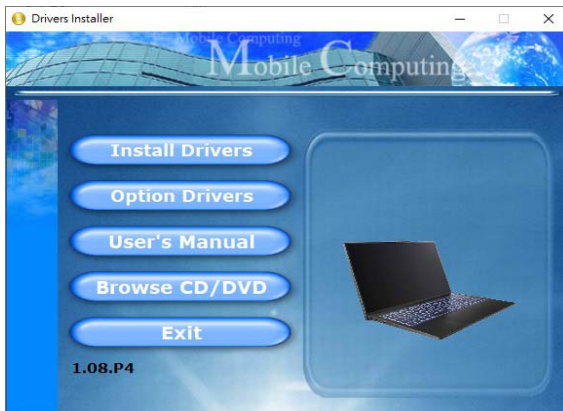 Drivers Installer
Mobile Computing
Mobile Computing
Install Drivers
Option Drivers
User's Manual
Browse CD/DVD
Exit
1.08.P4